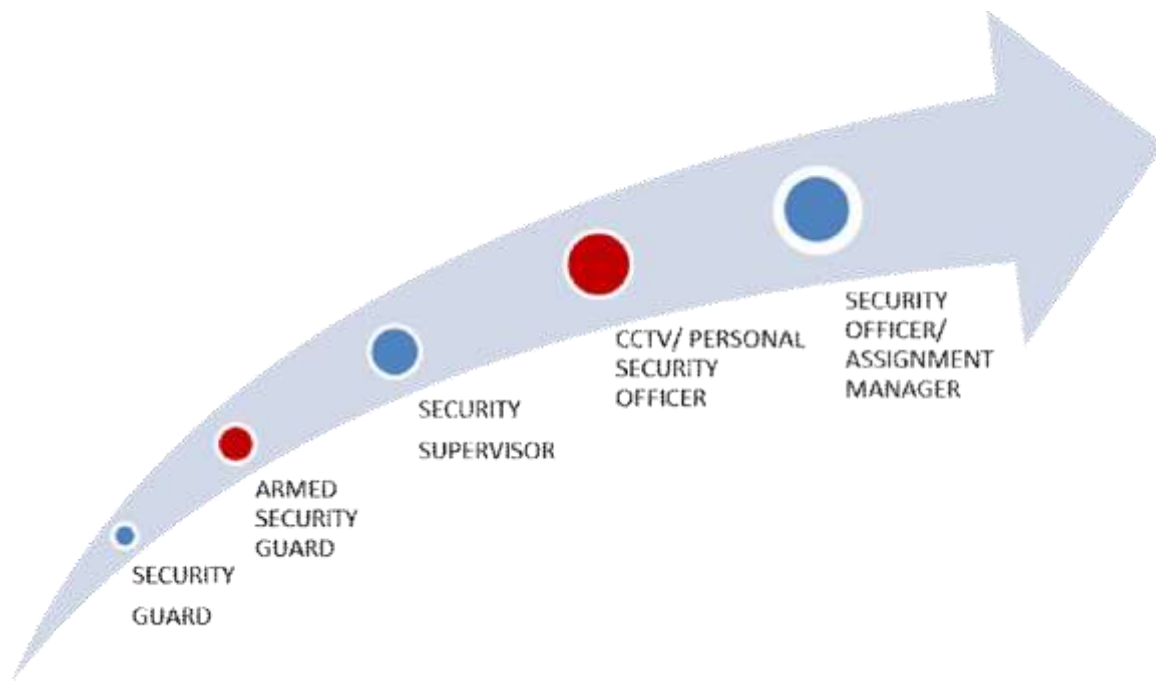 SECURITY
GUARD
ARMED
SECURITY
GUARD
SECURITY
SUPERVISOR
CCTV/ PERSONAL
SECURITY
OFFICER
SECURITY
OFFICER/
ASSIGNMENT
MANAGER